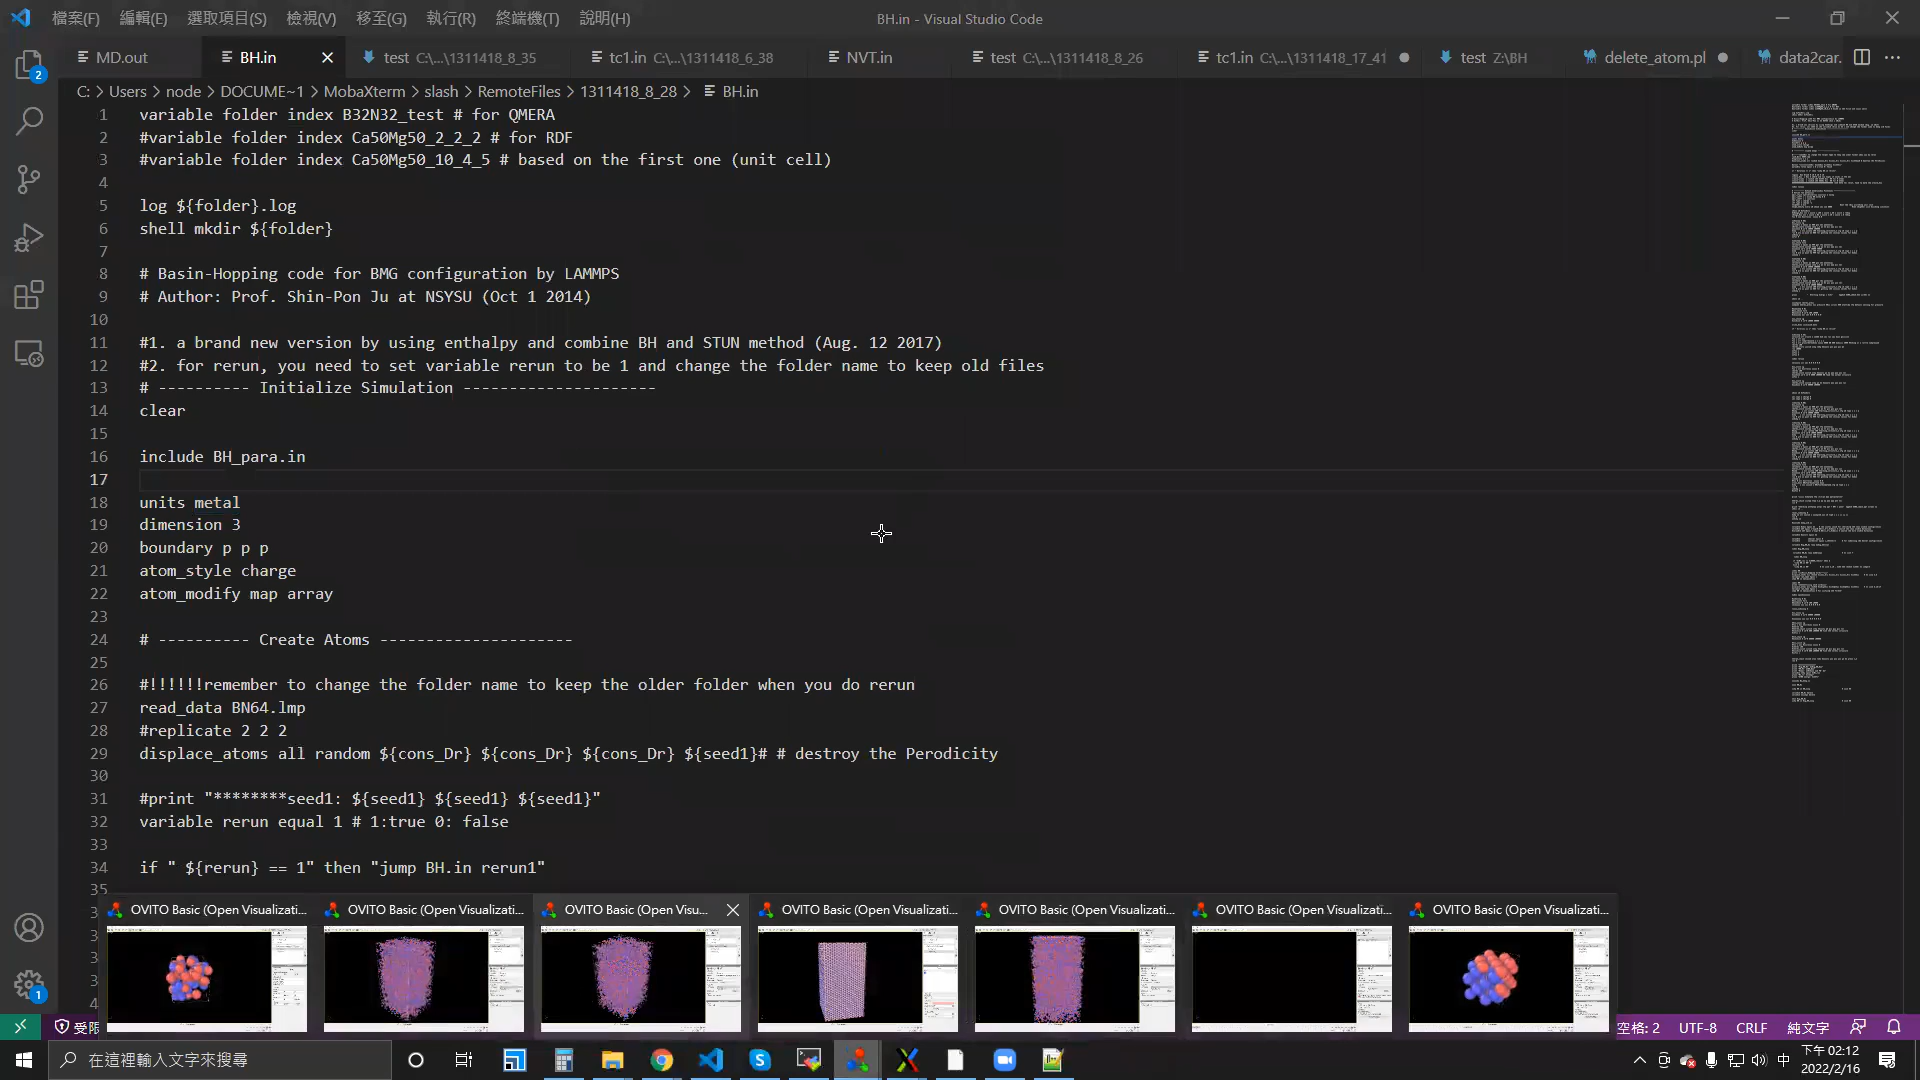 檔案(F) 編輯(E) 選取項目(S) 檢視(V) 移至(G) 執行(R) 終端機(T) 說明(H)
BH.in - Visual Studio Code
MD.out
BH.in
test C:\...\1311418_8_35
tc1.in C:\...\1311418_6_38
NVT.in
test C:\...\1311418_8_26
tc1.in C:\...\1311418_17_41
test Z:\BH
delete_atom.pl
data2car.
C: > Users > node > DOCUME~1 > MobaXterm > slash > RemoteFiles > 1311418_8_28 > BH.in
1 variable folder index B32N32_test # for QMERA
2 #variable folder index Ca50Mg50_2_2_2 # for RDF
3 #variable folder index Ca50Mg50_10_4_5 # based on the first one (unit cell)
4
5 log ${folder}.log
6 shell mkdir ${folder}
7
8 # Basin-Hopping code for BMG configuration by LAMMPS
9 # Author: Prof. Shin-Pon Ju at NSYSU (Oct 1 2014)
10
11 #1. a brand new version by using enthalpy and combine BH and STUN method (Aug. 12 2017)
12 #2. for rerun, you need to set variable rerun to be 1 and change the folder name to keep old files
13 # ---------- Initialize Simulation ---------------------
14 clear
15
16 include BH_para.in
17
18 units metal
19 dimension 3
20 boundary p p p
21 atom_style charge
22 atom_modify map array
23
24 # ---------- Create Atoms ---------------------
25
26 #!!!!!!remember to change the folder name to keep the older folder when you do rerun
27 read_data BN64.lmp
28 #replicate 2 2 2
29 displace_atoms all random ${cons_Dr} ${cons_Dr} ${cons_Dr} ${seed1}# # destroy the Perodicity
30
31 #print "********seed1: ${seed1} ${seed1} ${seed1}"
32 variable rerun equal 1 # 1:true 0: false
33
34 if " ${rerun} == 1" then "jump BH.in rerun1"
35
OVITO Basic (Open Visualizati...
OVITO Basic (Open Visualizati...
OVITO Basic (Open Visu...
OVITO Basic (Open Visualizati...
OVITO Basic (Open Visualizati...
OVITO Basic (Open Visualizati...
OVITO Basic (Open Visualizati...
2
1
受限
空格: 2 UTF-8 CRLF 純文字
在這裡輸入文字來搜尋
中
下午 02:12
2022/2/16